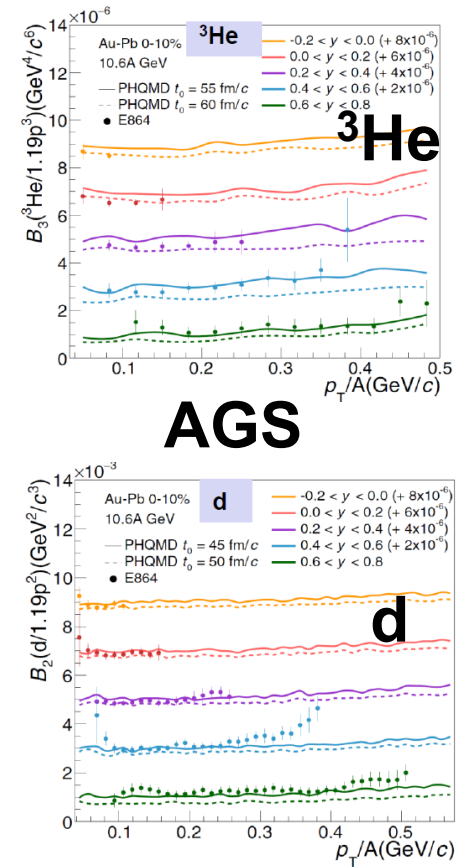 14 ×10⁻⁶
Au-Pb 0-10%
³He
10.6A GeV
-0.2 < y < 0.0 (+ 8x10⁻⁶)
0.0 < y < 0.2 (+ 6x10⁻⁶)
0.2 < y < 0.4 (+ 4x10⁻⁶)
0.4 < y < 0.6 (+ 2x10⁻⁶)
0.6 < y < 0.8
PHQMD t₀ = 55 fm/c
PHQMD t₀ = 60 fm/c
E864
³He
B₃(³He/1.19p³)(GeV⁴/c⁶)
12
10
8
6
4
2
0
0.1 0.2 0.3 0.4 0.5
p_T/A(GeV/c)
AGS
14 ×10⁻³
Au-Pb 0-10%
d
10.6A GeV
-0.2 < y < 0.0 (+ 8x10⁻⁶)
0.0 < y < 0.2 (+ 6x10⁻⁶)
0.2 < y < 0.4 (+ 4x10⁻⁶)
0.4 < y < 0.6 (+ 2x10⁻⁶)
0.6 < y < 0.8
PHQMD t₀ = 45 fm/c
PHQMD t₀ = 50 fm/c
E864
d
B₂(d/1.19p²)(GeV²/c³)
12
10
8
6
4
2
0
0.1 0.2 0.3 0.4 0.5
p_T/A(GeV/c)